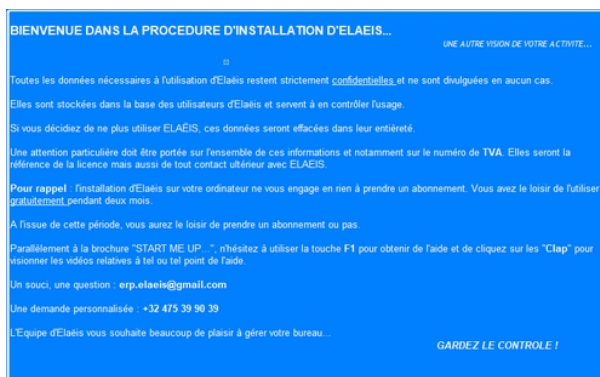 BIENVENUE DANS LA PROCEDURE D'INSTALLATION D'ELAEIS...
UNE AUTRE VISION DE VOTRE ACTIVITE...
Toutes les données nécessaires à l'utilisation d'Elaëis restent strictement confidentielles et ne sont divulguées en aucun cas.
Elles sont stockées dans la base des utilisateurs d'Elaëis et servent à en contrôler l'usage.
Si vous décidiez de ne plus utiliser ELAËIS, ces données seront effacées dans leur entièreté.
Une attention particulière doit être portée sur l'ensemble de ces informations et notamment sur le numéro de TVA. Elles seront la
référence de la licence mais aussi de tout contact ultérieur avec ELAEIS.
Pour rappel : l'installation d'Elaëis sur votre ordinateur ne vous engage en rien à prendre un abonnement. Vous avez le loisir de l'utiliser
gratuitement pendant deux mois.
A l'issue de cette période, vous aurez le loisir de prendre un abonnement ou pas.
Parallèlement à la brochure "START ME UP...", n'hésitez à utiliser la touche F1 pour obtenir de l'aide et de cliquez sur les "Clap" pour
visionner les vidéos relatives à tel ou tel point de l'aide.
Un souci, une question : erp.elaeis@gmail.com
Une demande personnalisée : +32 475 39 90 39
L'Equipe d'Elaëis vous souhaite beaucoup de plaisir à gérer votre bureau...
GARDEZ LE CONTROLE !